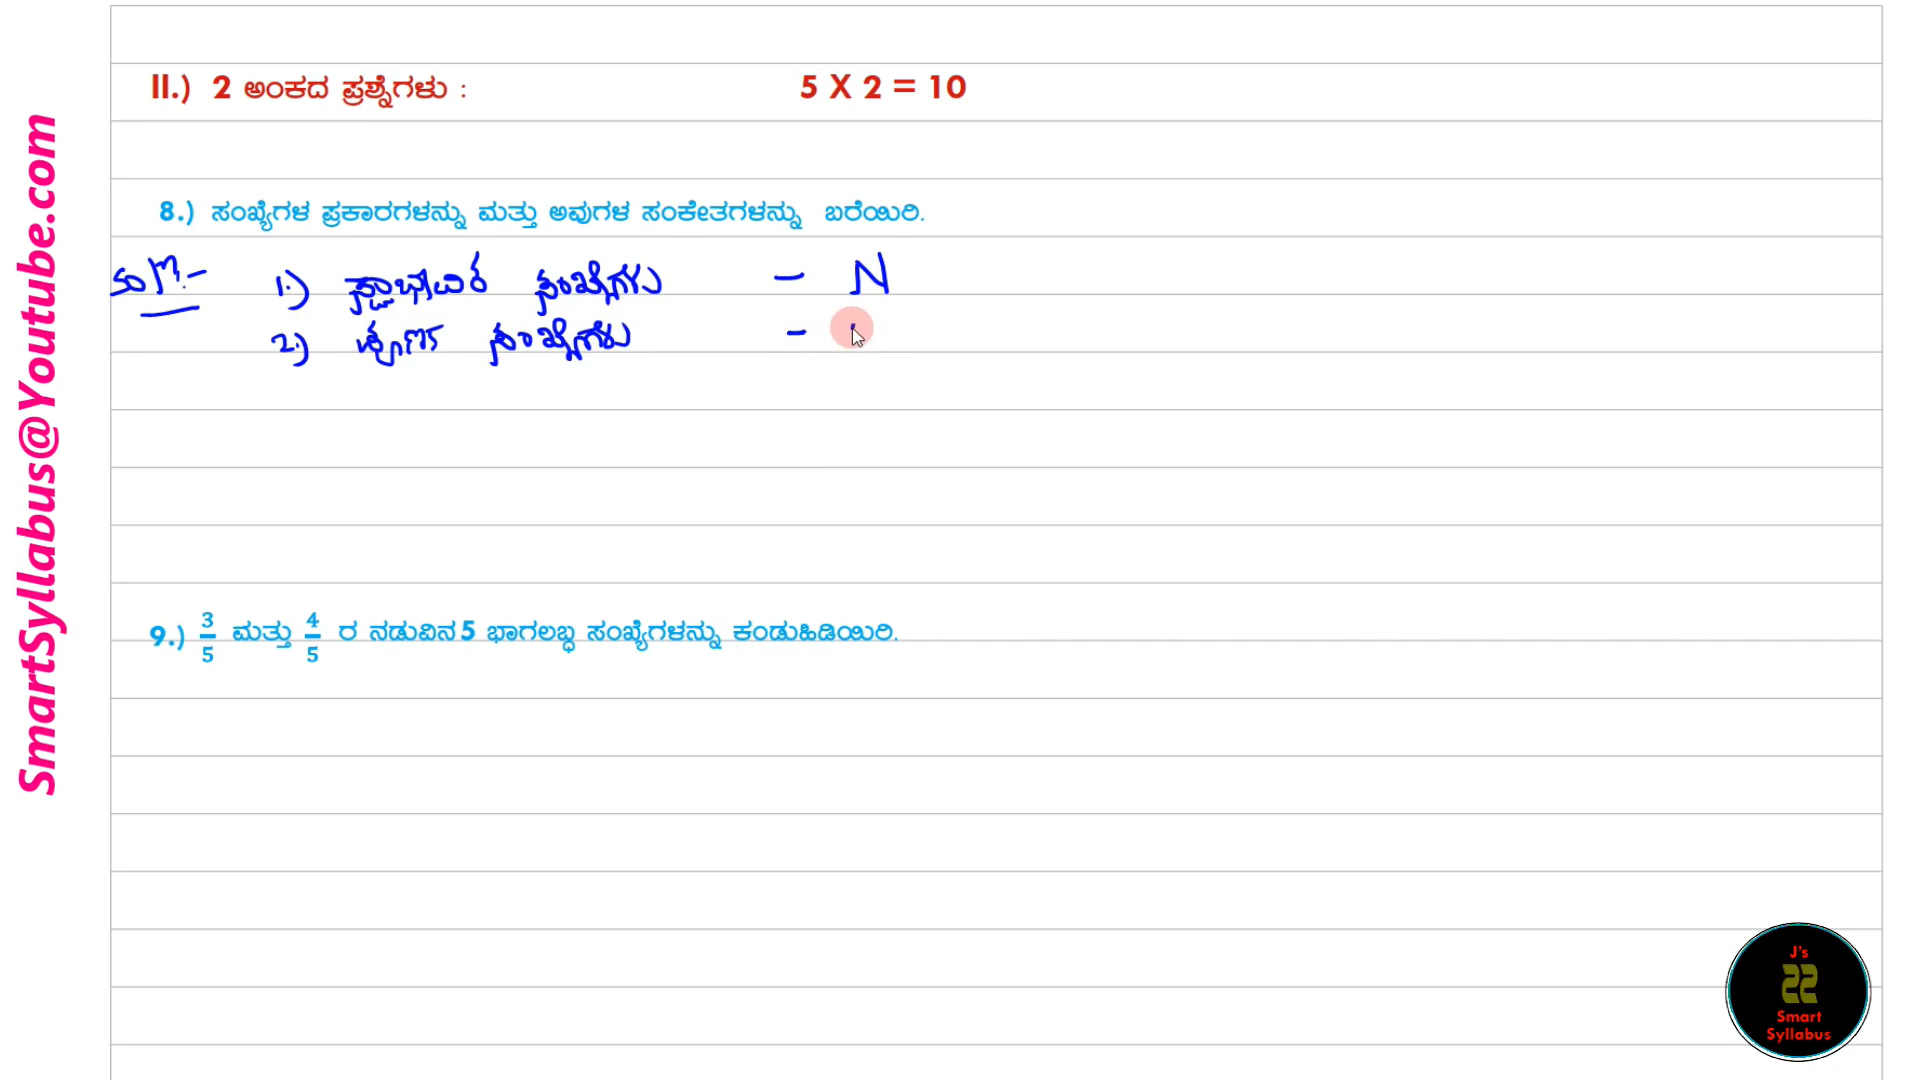 SmartSyllabus@Youtube.com
II.) 2 ಅಂಕದ ಪ್ರಶ್ನೆಗಳು : 5 X 2 = 10
8.) ಸಂಖ್ಯೆಗಳ ಪ್ರಕಾರಗಳನ್ನು ಮತ್ತು ಅವುಗಳ ಸಂಕೇತಗಳನ್ನು ಬರೆಯಿರಿ.
1.) ಸ್ವಾಭಾವಿಕ ಸಂಖ್ಯೆಗಳು - N
2.) ಪೂರ್ಣ ಸಂಖ್ಯೆಗಳು -
9.) 3/5 ಮತ್ತು 4/5 ರ ನಡುವಿನ 5 ಭಾಗಲಬ್ಧ ಸಂಖ್ಯೆಗಳನ್ನು ಕಂಡುಹಿಡಿಯಿರಿ.
J's
Smart
Syllabus